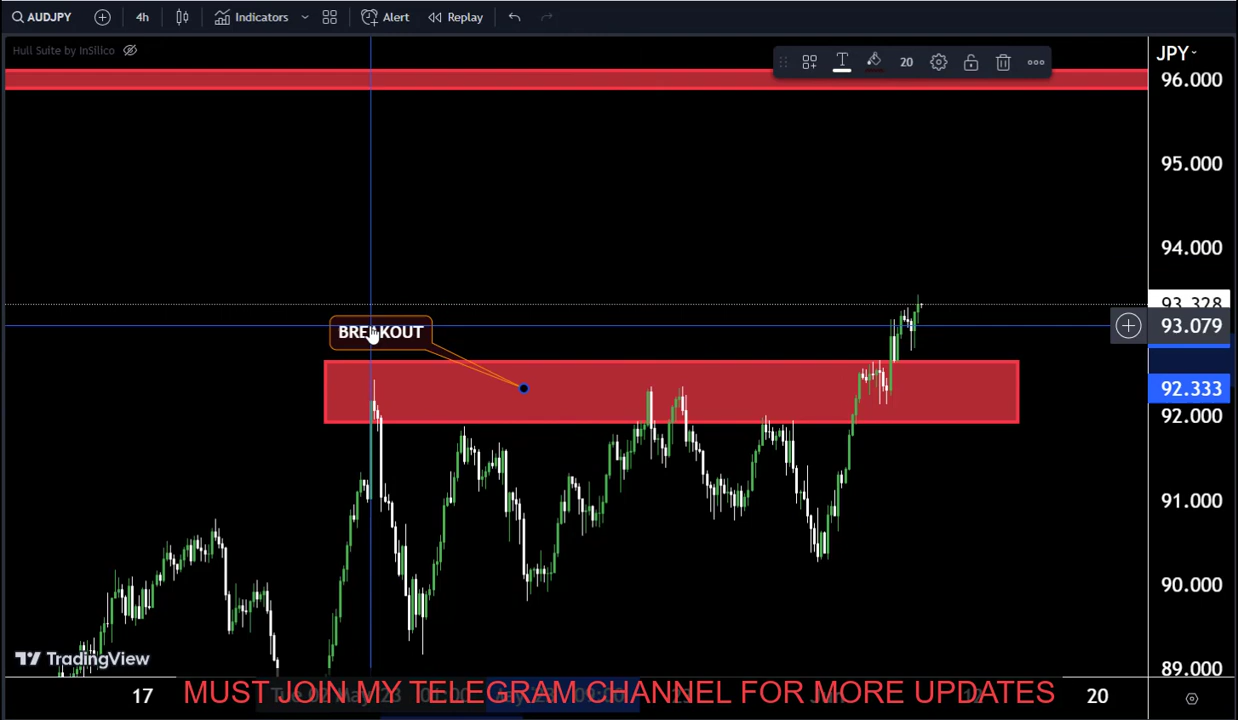 AUDJPY 4h Indicators Alert Replay
Hull Suite by InSilico
20
JPY
96.000
95.000
94.000
93.328
BREAKOUT
93.079
92.333
92.000
91.000
90.000
89.000
TradingView
17 MUST JOIN MY TELEGRAM CHANNEL FOR MORE UPDATES 20